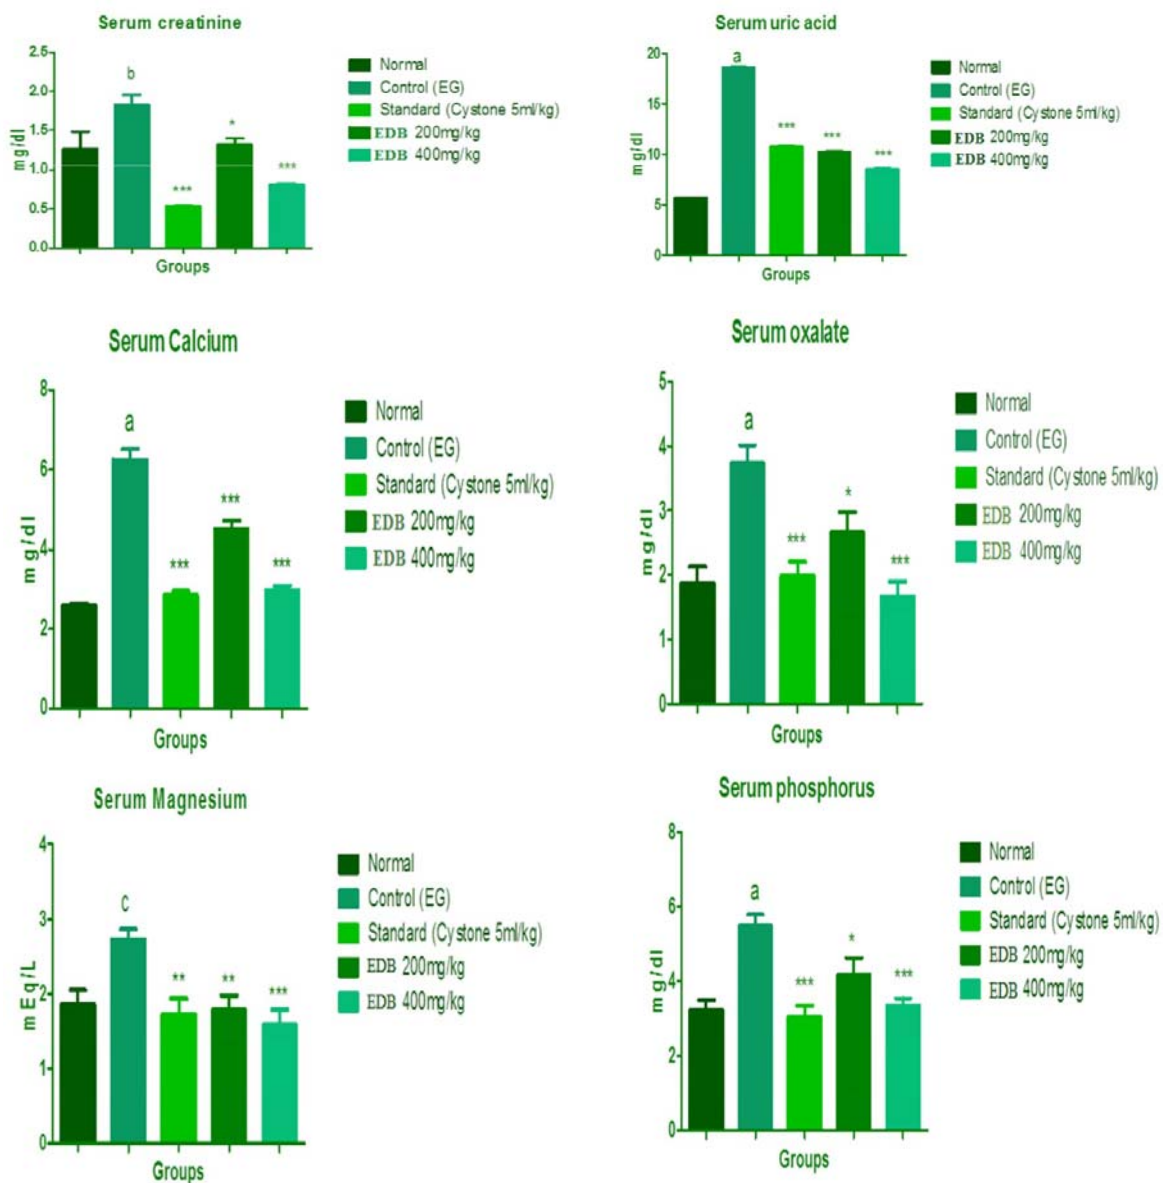 Serum creatinine
2.5
2.0
1.5
1.0
0.5
0.0
mg/dl
b
***
*
***
Groups
Normal
Control (EG)
Standard (Cystone 5ml/kg)
EDB 200mg/kg
EDB 400mg/kg
Serum uric acid
20
15
10
5
0
mg/dl
a
***
***
***
Groups
Normal
Control (EG)
Standard (Cystone 5ml/kg)
EDB 200mg/kg
EDB 400mg/kg
Serum Calcium
8
6
4
2
0
mg/dl
a
***
***
***
Groups
Normal
Control (EG)
Standard (Cystone 5ml/kg)
EDB 200mg/kg
EDB 400mg/kg
Serum oxalate
5
4
3
2
1
0
mg/dl
a
***
*
***
Groups
Normal
Control (EG)
Standard (Cystone 5ml/kg)
EDB 200mg/kg
EDB 400mg/kg
Serum Magnesium
4
3
2
1
0
mEq/L
c
**
**
***
Groups
Normal
Control (EG)
Standard (Cystone 5ml/kg)
EDB 200mg/kg
EDB 400mg/kg
Serum phosphorus
8
6
4
2
0
mg/dl
a
***
*
***
Groups
Normal
Control (EG)
Standard (Cystone 5ml/kg)
EDB 200mg/kg
EDB 400mg/kg